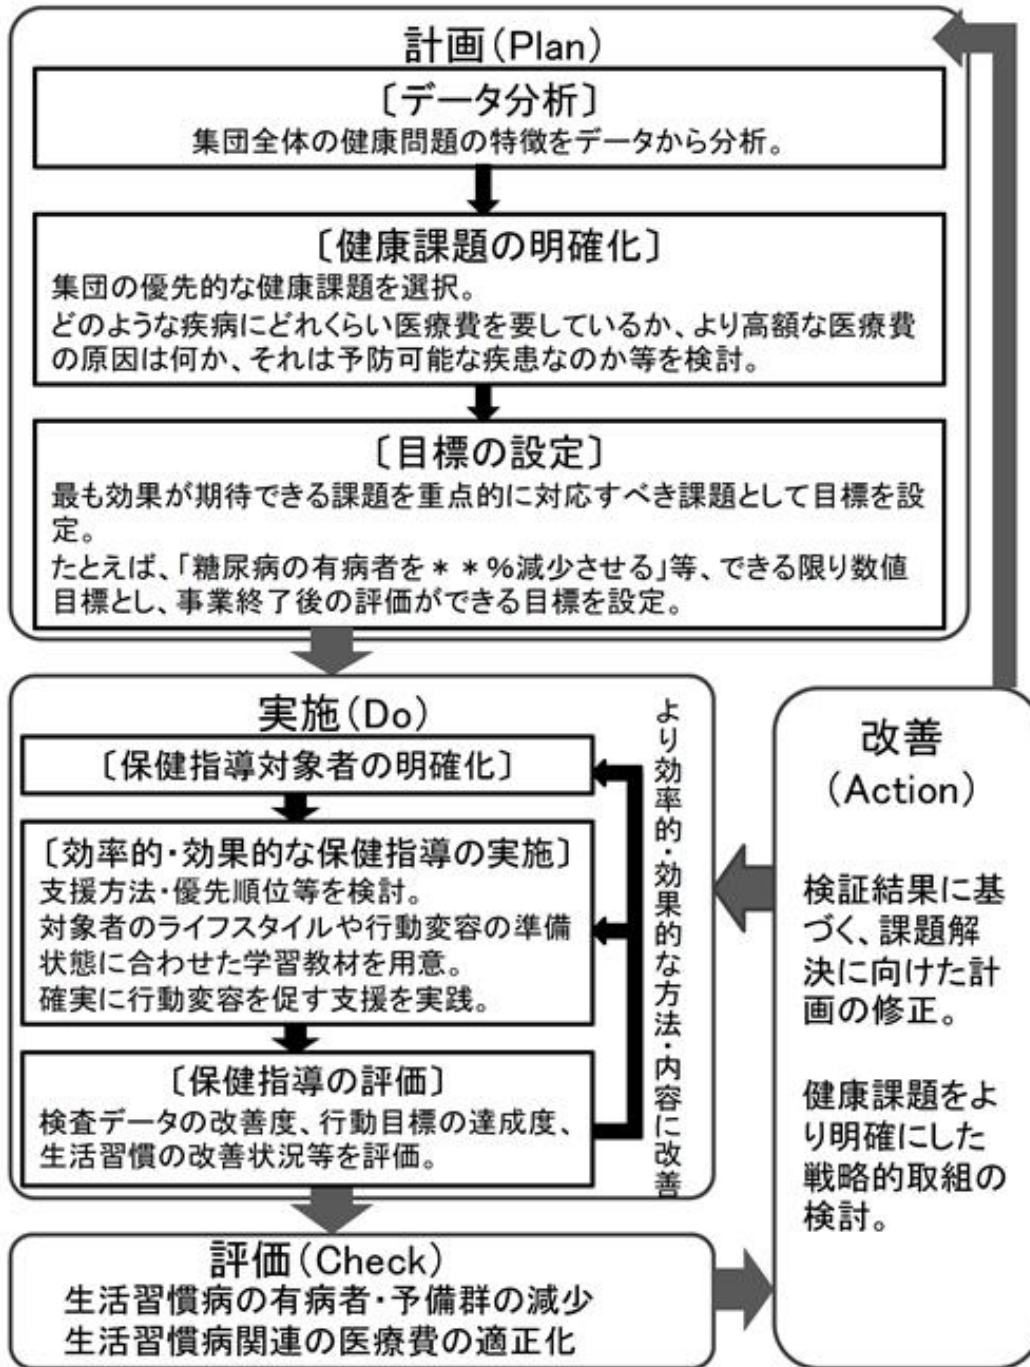 計画(Plan)
〔データ分析〕
集団全体の健康問題の特徴をデータから分析。
〔健康課題の明確化〕
集団の優先的な健康課題を選択。
どのような疾病にどれくらい医療費を要しているか、より高額な医療費
の原因は何か、それは予防可能な疾患なのか等を検討。
〔目標の設定〕
最も効果が期待できる課題を重点的に対応すべき課題として目標を設
定。
たとえば、「糖尿病の有病者を＊＊%減少させる」等、できる限り数値
目標とし、事業終了後の評価ができる目標を設定。
実施(Do)
〔保健指導対象者の明確化〕
〔効率的・効果的な保健指導の実施〕
支援方法・優先順位等を検討。
対象者のライフスタイルや行動変容の準備
状態に合わせた学習教材を用意。
確実に行動変容を促す支援を実践。
〔保健指導の評価〕
検査データの改善度、行動目標の達成度、
生活習慣の改善状況等を評価。
より効率的・効果的な方法・内容に改善
評価(Check)
生活習慣病の有病者・予備群の減少
生活習慣病関連の医療費の適正化
改善
(Action)
検証結果に基
づく、課題解
決に向けた計
画の修正。
健康課題をよ
り明確にした
戦略的取組の
検討。